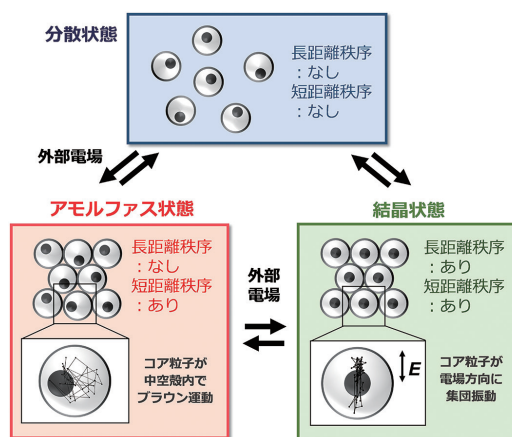 分散状態
長距離秩序
：なし
短距離秩序
：なし
外部電場
アモルファス状態
長距離秩序
：なし
短距離秩序
：あり
コア粒子が
中空殻内で
ブラウン運動
外部
電場
結晶状態
長距離秩序
：あり
短距離秩序
：あり
E
コア粒子が
電場方向に
集団振動